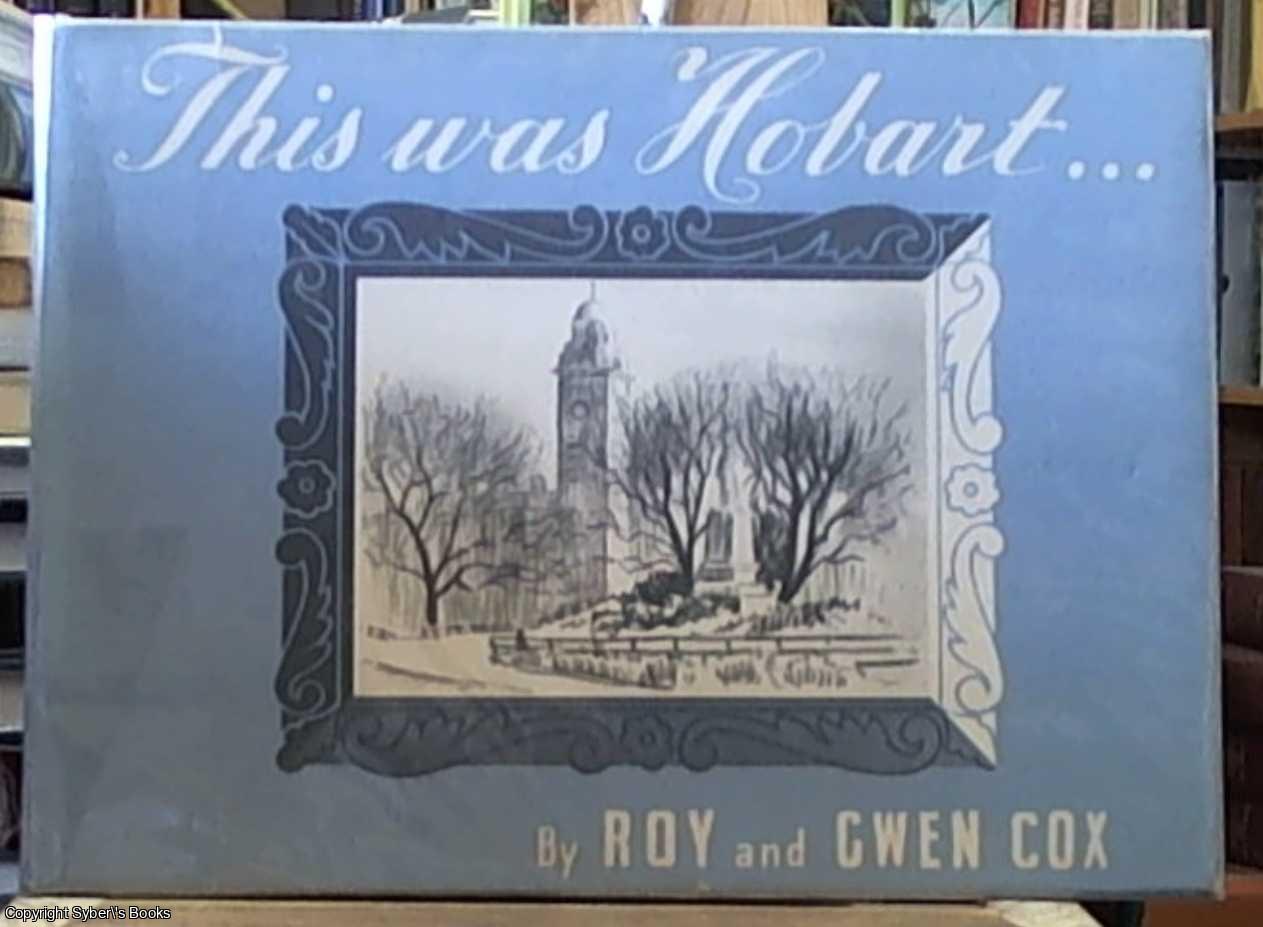 This was Hobart...
By ROY and GWEN COX
Copyright Syber\'s Books